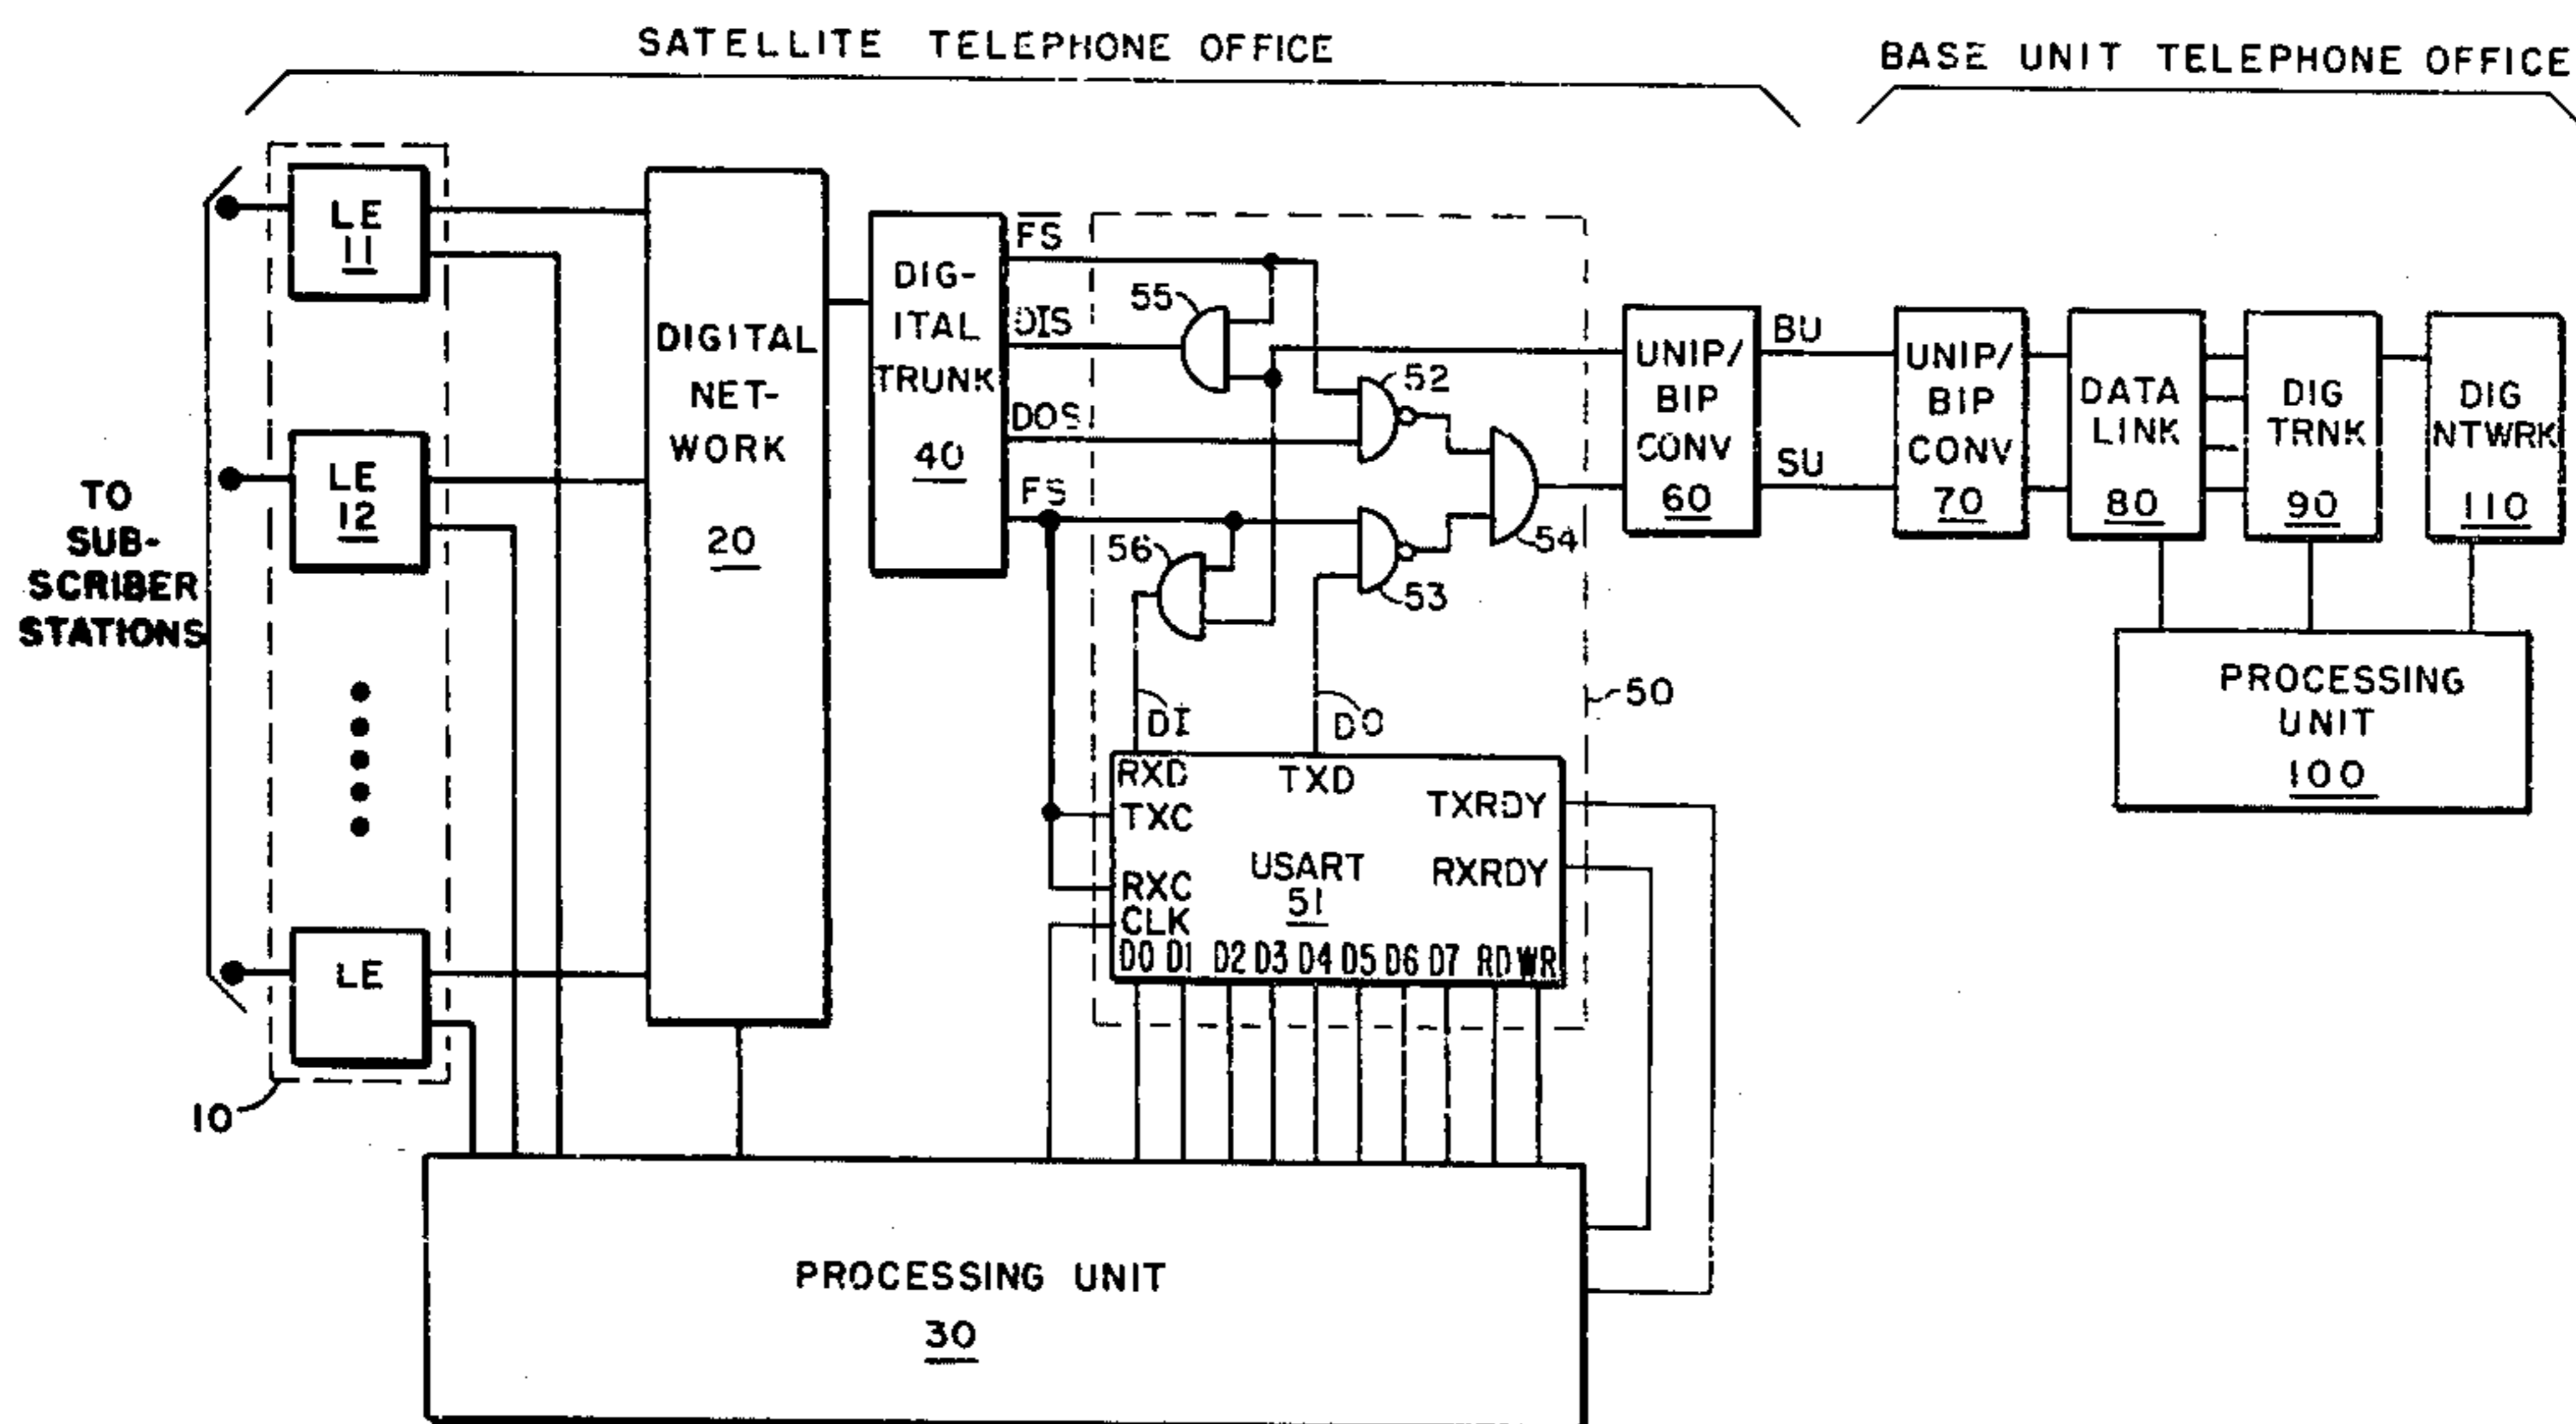 SATELLITE TELEPHONE OFFICE
BASE UNIT TELEPHONE OFFICE
LE
11
LE
12
LE
TO
SUB-
SCRIBER
STATIONS
10
DIGITAL
NET-
WORK
20
DIG-
ITAL
TRUNK
40
FS
DIS
DOS
FS
55
52
56
53
54
50
DI
DO
RXD
TXD
TXRDY
TXC
RXRDY
USART
51
RXC
CLK
D0 D1 D2 D3 D4 D5 D6 D7 RD WR
UNIP/
BIP
CONV
60
BU
SU
UNIP/
BIP
CONV
70
DATA
LINK
80
DIG
TRNK
90
DIG
NTWRK
110
PROCESSING
UNIT
100
PROCESSING UNIT
30